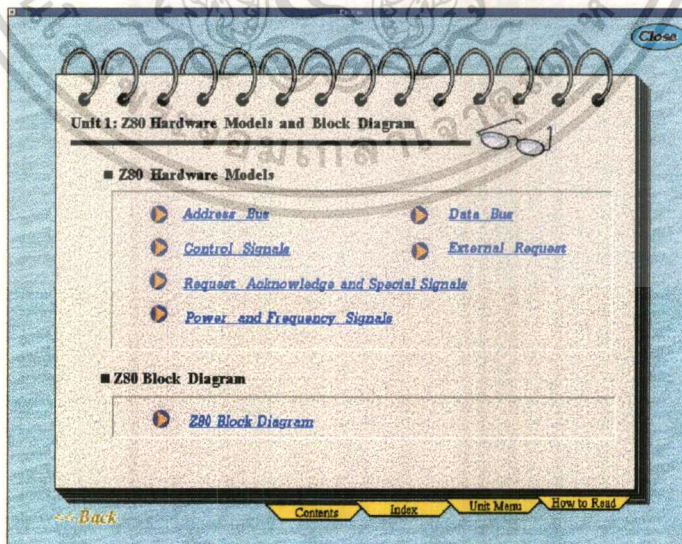 Close
Unit 1: Z80 Hardware Models and Block Diagram
■ Z80 Hardware Models
Address Bus
Data Bus
Control Signals
External Request
Request Acknowledge and Special Signals
Power and Frequency Signals
■ Z80 Block Diagram
Z80 Block Diagram
<<-Back
Contents
Index
Unit Menu
How to Read